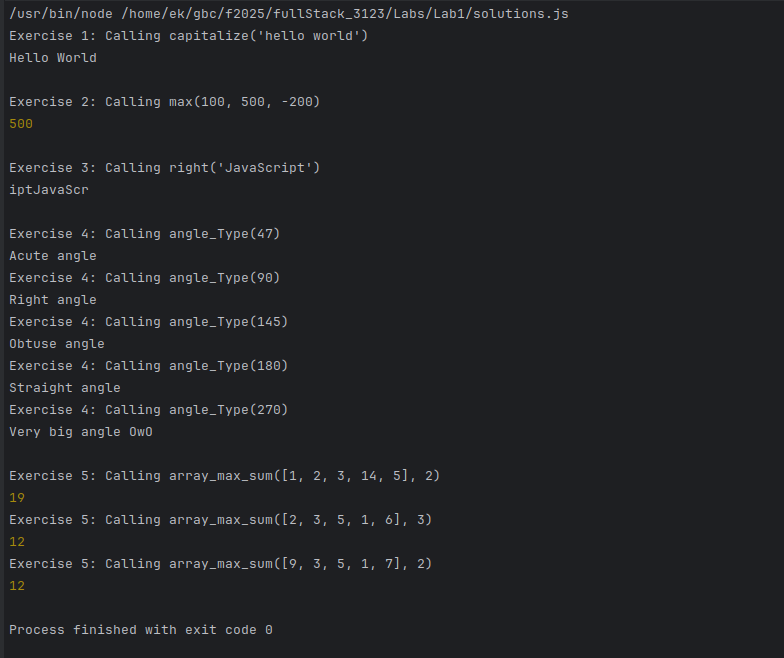 /usr/bin/node /home/ek/gbc/f2025/fullStack_3123/Labs/Lab1/solutions.js
Exercise 1: Calling capitalize('hello world')
Hello World
Exercise 2: Calling max(100, 500, -200)
500
Exercise 3: Calling right('JavaScript')
iptJavaScr
Exercise 4: Calling angle_Type(47)
Acute angle
Exercise 4: Calling angle_Type(90)
Right angle
Exercise 4: Calling angle_Type(145)
Obtuse angle
Exercise 4: Calling angle_Type(180)
Straight angle
Exercise 4: Calling angle_Type(270)
Very big angle OwO
Exercise 5: Calling array_max_sum([1, 2, 3, 14, 5], 2)
19
Exercise 5: Calling array_max_sum([2, 3, 5, 1, 6], 3)
12
Exercise 5: Calling array_max_sum([9, 3, 5, 1, 7], 2)
12
Process finished with exit code 0